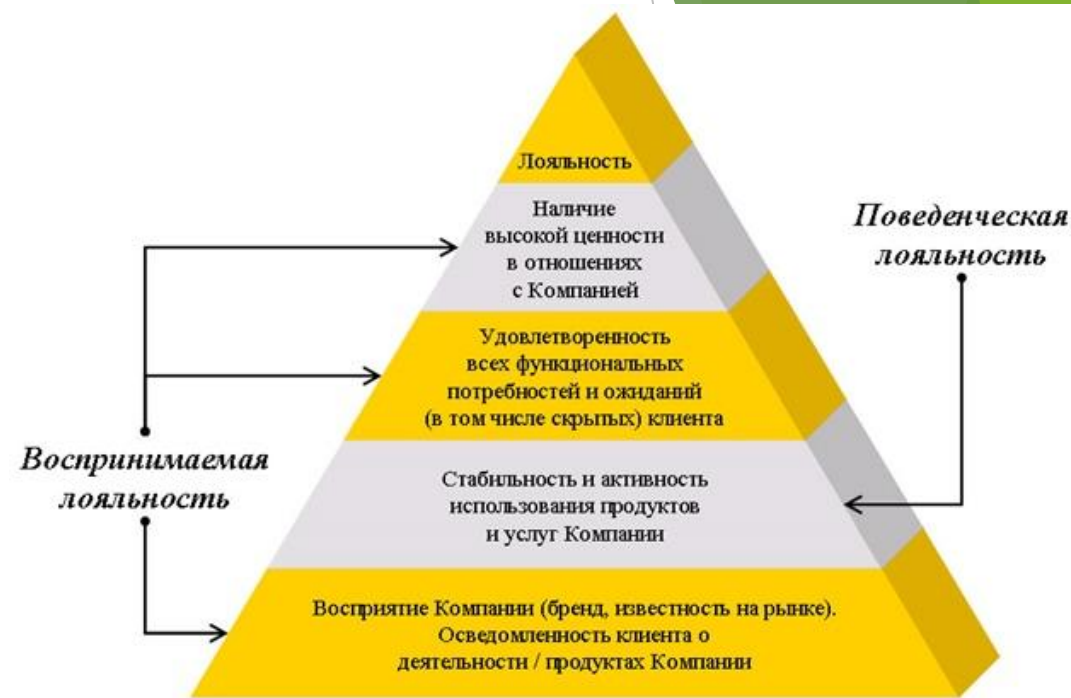 Лояльность
Наличие
высокой ценности
в отношениях
с Компанией
Поведенческая
лояльность
Удовлетворенность
всех функциональных
потребностей и ожиданий
(в том числе скрыпых) клиента
Воспринимаемая
лояльность
Стабильность и активность
использования продуктов
и услуг Компании
Восприятие Компании (бренд, известность на рынке).
Осведомленность клиента о
деятельности / продуктах Компании